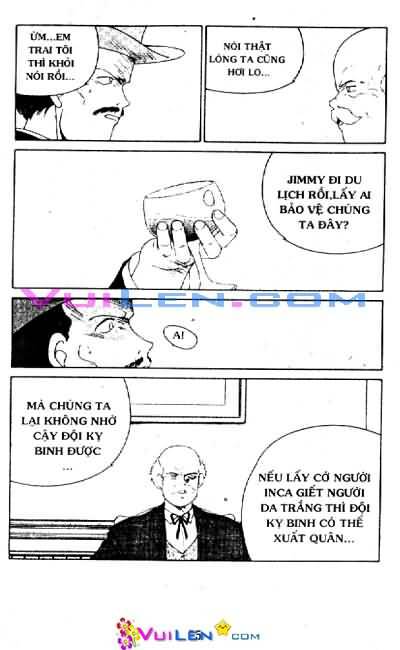 ỪM...EM
TRAI TÔI
THÌ KHỎI
NÓI RỒI...
NÓI THẬT
LÒNG TA CŨNG
HƠI LO...
JIMMY ĐI DU
LỊCH RỒI,LẤY AI
BẢO VỆ CHÚNG
TA ĐÂY?
VUILEN.COM
A!
MÀ CHÚNG TA
LẠI KHÔNG NHỜ
CẬY ĐỘI KỴ
BINH ĐƯỢC
...
NẾU LẤY CỚ NGƯỜI
INCA GIẾT NGƯỜI
DA TRẮNG THÌ ĐỘI
KỴ BINH CÓ THỂ
XUẤT QUÂN...
VUILEN.COM